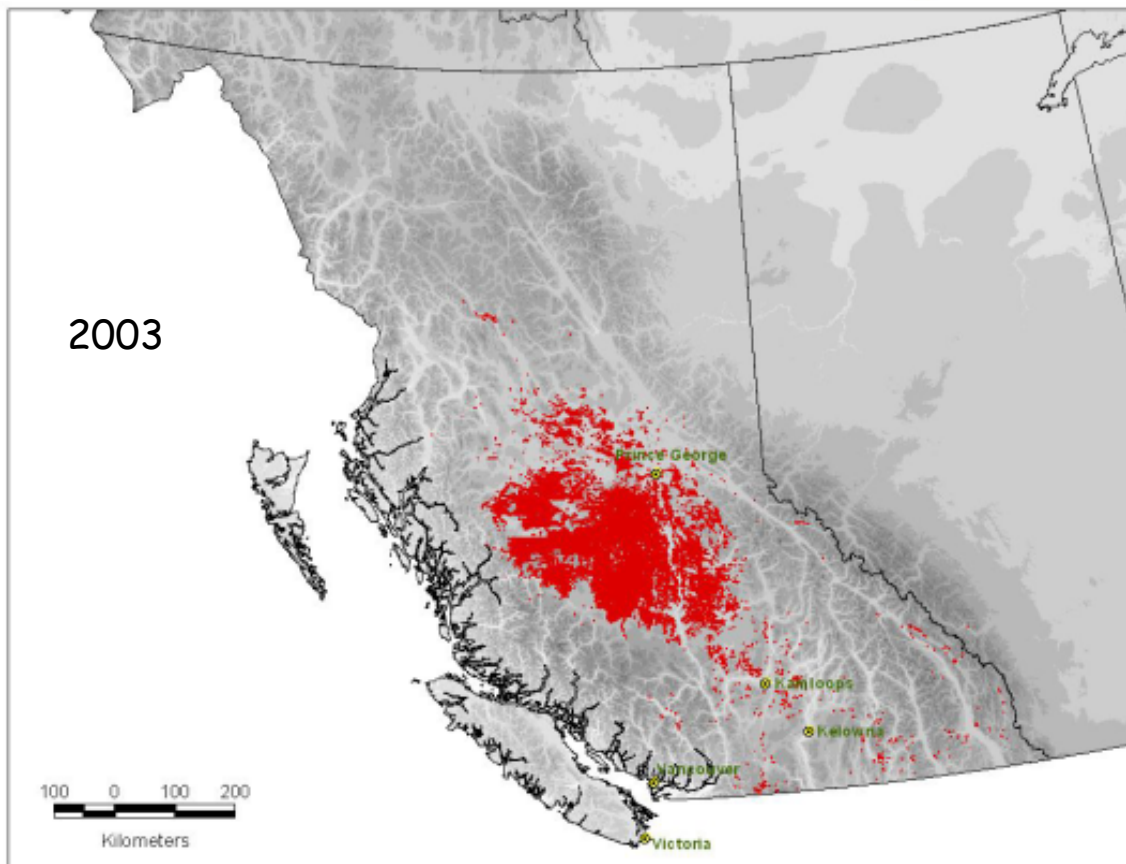 2003
Prince George
Kamloops
Kelowna
Vancouver
100 0 100 200
Kilometers
Victoria